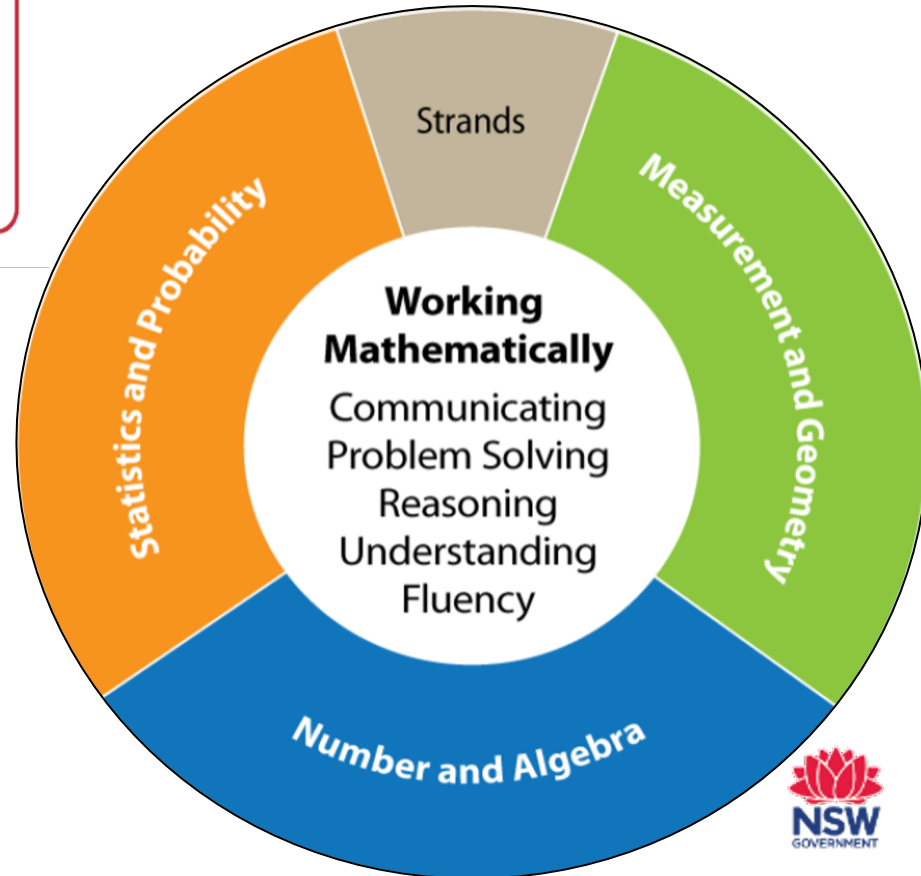 Strands
Statistics and Probability
Measurement and Geometry
Working
Mathematically
Communicating
Problem Solving
Reasoning
Understanding
Fluency
Number and Algebra
NSW
GOVERNMENT